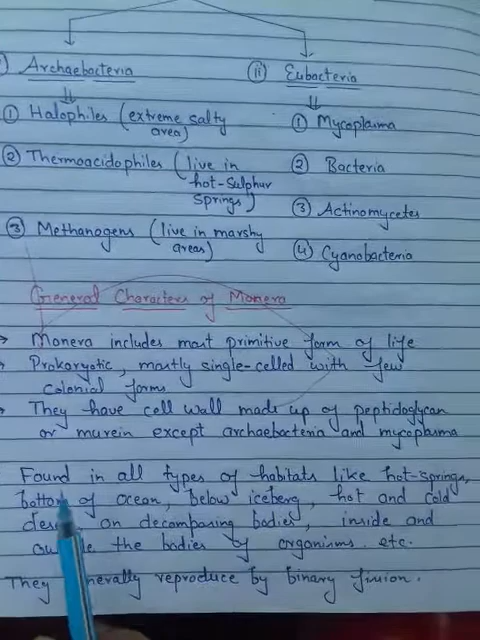 ) Archaebacteria (ii) Eubacteria
① Halophiles (extreme salty area) ① Mycoplasma
② Thermoacidophiles (live in hot-sulphur springs) ② Bacteria
③ Actinomycetes
③ Methanogens (live in marshy areas) ④ Cyanobacteria
General Characters of Monera
→ Monera includes most primitive form of life
→ Prokaryotic, mostly single-celled with few
colonial forms
→ They have cell wall made up of peptidoglycan
or murein except archaebacteria and mycoplasma
Found in all types of habitats like hot-springs,
bottom of ocean, below iceberg, hot and cold
on decomposing bodies, inside and
the bodies of organisms etc.
They reproduce by binary fission.